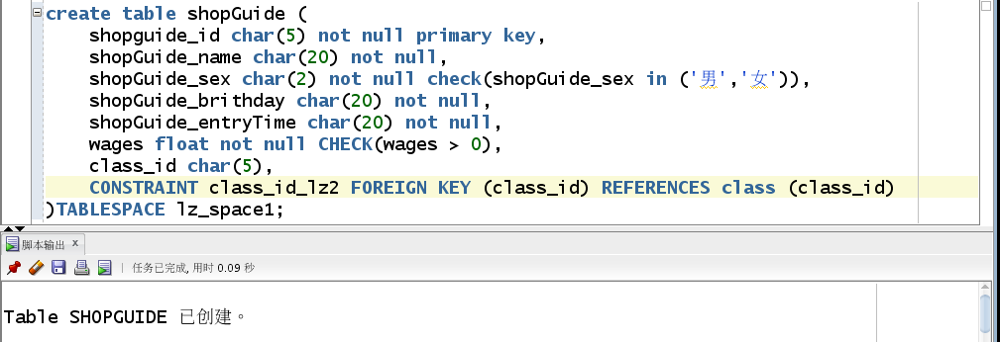 create table shopGuide (
shopguide_id char(5) not null primary key,
shopGuide_name char(20) not null,
shopGuide_sex char(2) not null check(shopGuide_sex in ('男','女')),
shopGuide_brithday char(20) not null,
shopGuide_entryTime char(20) not null,
wages float not null CHECK(wages > 0),
class_id char(5),
CONSTRAINT class_id_lz2 FOREIGN KEY (class_id) REFERENCES class (class_id)
)TABLESPACE lz_space1;
脚本输出 x
任务已完成, 用时 0.09 秒
Table SHOPGUIDE 已创建。